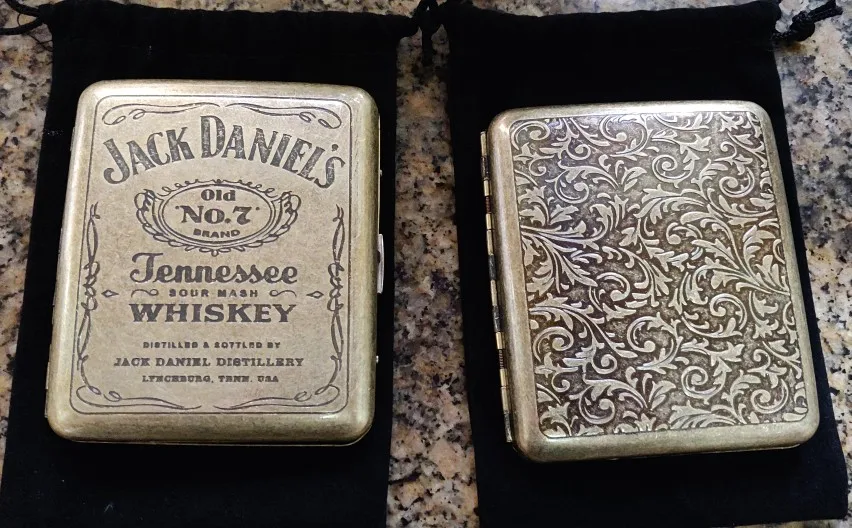 JACK DANIEL'S
Old
NO.7
BRAND
Tennessee
SOUR MASH
WHISKEY
DISTILLED & BOTTLED BY
JACK DANIEL DISTILLERY
LYNCHBURG, TENN. USA